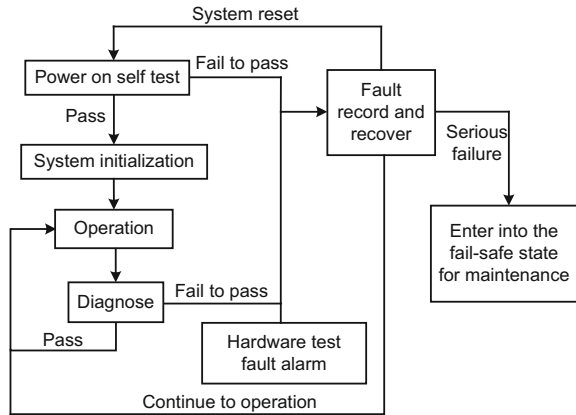 System reset
Power on self test
Fail to pass
Fault
record and
recover
Pass
Serious
failure
System initialization
Operation
Enter into the
fail-safe state
for maintenance
Diagnose
Fail to pass
Pass
Hardware test
fault alarm
Continue to operation